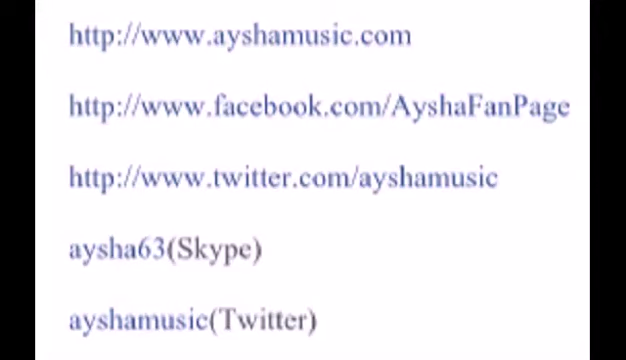 http://www.ayshamusic.com
http://www.facebook.com/AyshaFanPage
http://www.twitter.com/ayshamusic
aysha63(Skype)
ayshamusic(Twitter)